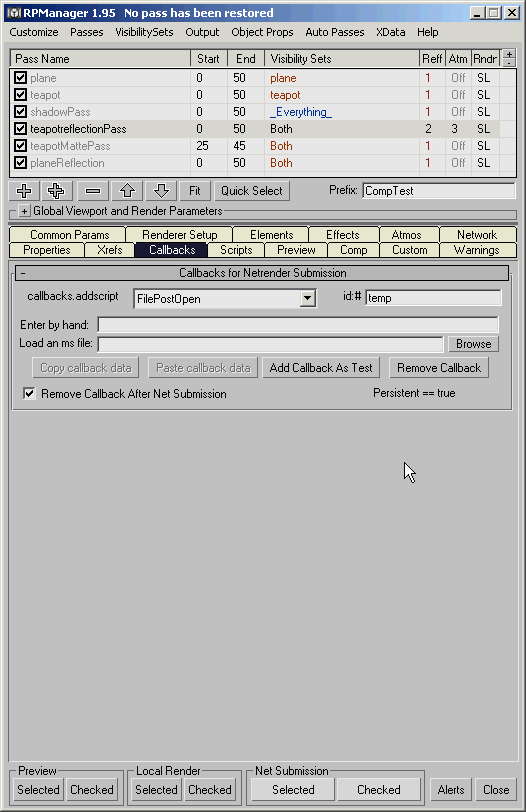 RPManager 1.95 No pass has been restored
Customize Passes VisibilitySets Output Object Props Auto Passes XData Help
Pass Name Start End Visibility Sets Reff Atm Rndr + -
plane 0 50 plane 1 Off SL
teapot 0 50 teapot 1 Off SL
shadowPass 0 50 _Everything_ 1 Off SL
teapotreflectionPass 0 50 Both 2 3 SL
teapotMattePass 25 45 Both 1 Off SL
planeReflection 0 50 Both 1 Off SL
Fit Quick Select Prefix: CompTest
+ Global Viewport and Render Parameters
Common Params Renderer Setup Elements Effects Atmos Network
Properties Xrefs Callbacks Scripts Preview Comp Custom Warnings
- Callbacks for Netrender Submission
callbacks.addscript FilePostOpen id:# temp
Enter by hand:
Load an ms file: Browse
Copy callback data Paste callback data Add Callback As Test Remove Callback
Remove Callback After Net Submission Persistent == true
Preview Local Render Net Submission
Selected Checked Selected Checked Selected Checked Alerts Close